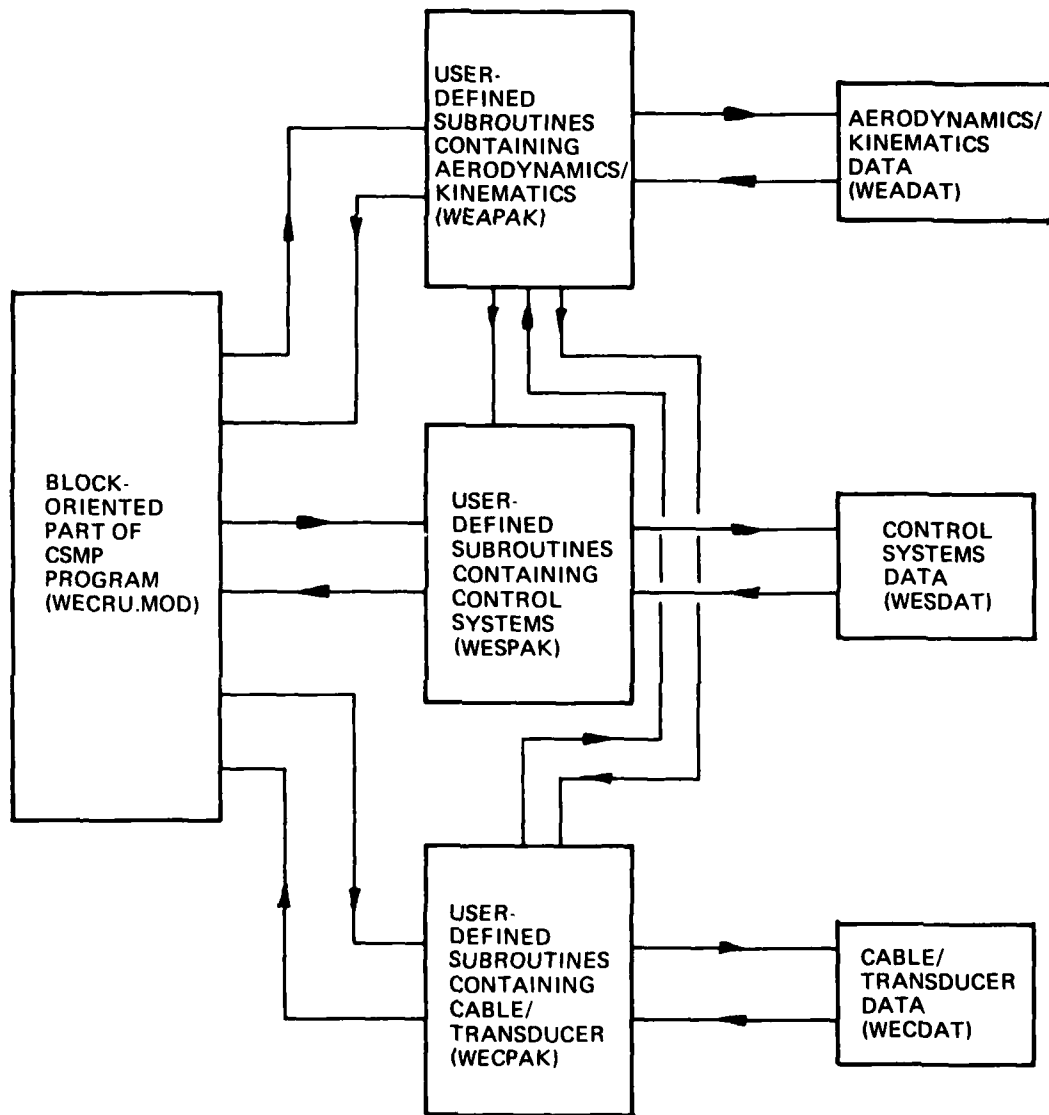 USER-
DEFINED
SUBROUTINES
CONTAINING
AERODYNAMICS/
KINEMATICS
(WEAPAK)
AERODYNAMICS/
KINEMATICS
DATA
(WEADAT)
BLOCK-
ORIENTED
PART OF
CSMP
PROGRAM
(WECRU.MOD)
USER-
DEFINED
SUBROUTINES
CONTAINING
CONTROL
SYSTEMS
(WESPAK)
CONTROL
SYSTEMS
DATA
(WESDAT)
USER-
DEFINED
SUBROUTINES
CONTAINING
CABLE/
TRANSDUCER
(WECPAK)
CABLE/
TRANSDUCER
DATA
(WECDAT)